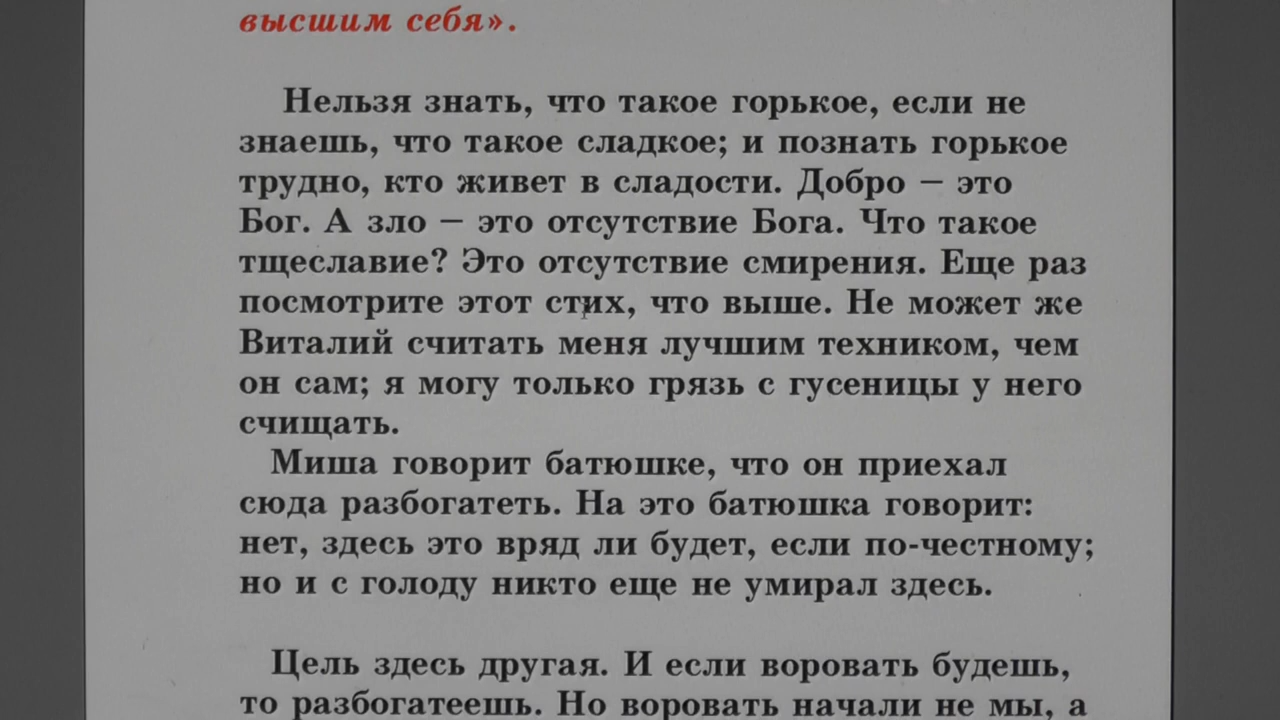 высшим себя».
Нельзя знать, что такое горькое, если не
знаешь, что такое сладкое; и познать горькое
трудно, кто живет в сладости. Добро – это
Бог. А зло – это отсутствие Бога. Что такое
тщеславие? Это отсутствие смирения. Еще раз
посмотрите этот стих, что выше. Не может же
Виталий считать меня лучшим техником, чем
он сам; я могу только грязь с гусеницы у него
счищать.
Миша говорит батюшке, что он приехал
сюда разбогатеть. На это батюшка говорит:
нет, здесь это вряд ли будет, если по-честному;
но и с голоду никто еще не умирал здесь.
Цель здесь другая. И если воровать будешь,
то разбогатеешь. Но воровать начали не мы, а